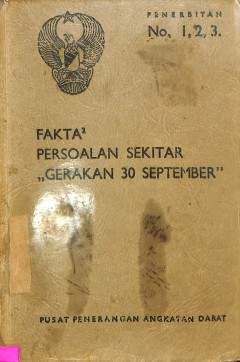 PENERBITAN
No. 1, 2, 3.
FAKTA²
PERSOALAN SEKITAR
„GERAKAN 30 SEPTEMBER”
PUSAT PENERANGAN ANGKATAN DARAT